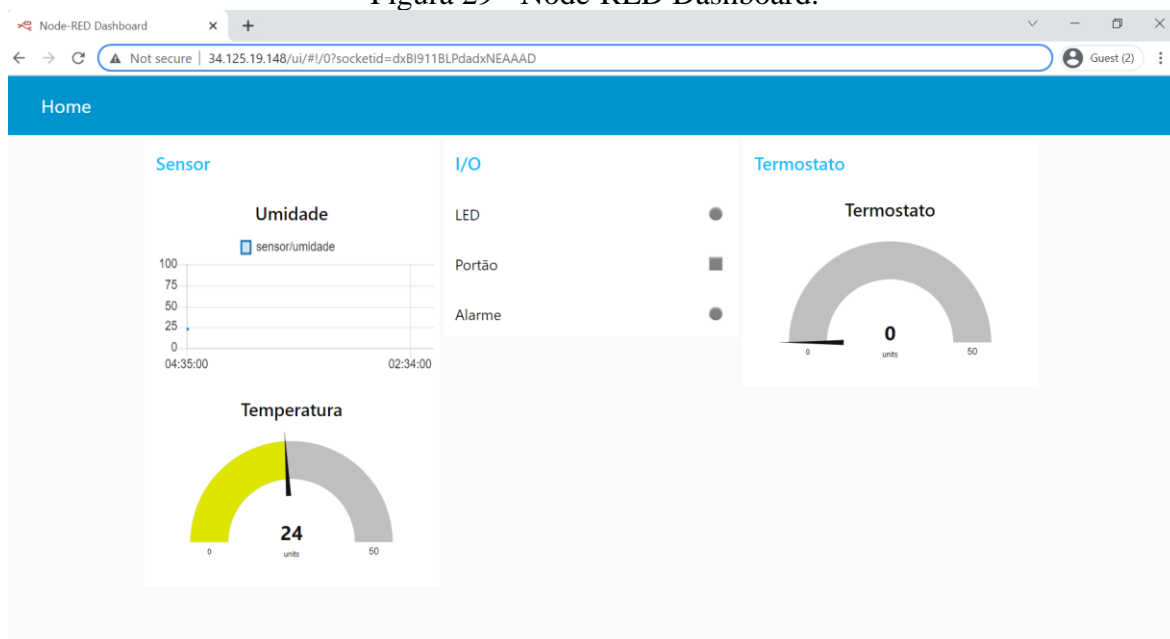 Figura 29 - Node-RED Dashboard.
Node-RED Dashboard
Not secure | 34.125.19.148/ui/#!/0?socketid=dxBI911BLPdadxNEAAAD
Guest (2)
Home
Sensor
Umidade
sensor/umidade
100
75
50
25
0
04:35:00 02:34:00
Temperatura
24
units
0 50
I/O
LED
Portão
Alarme
Termostato
Termostato
0
units
0 50